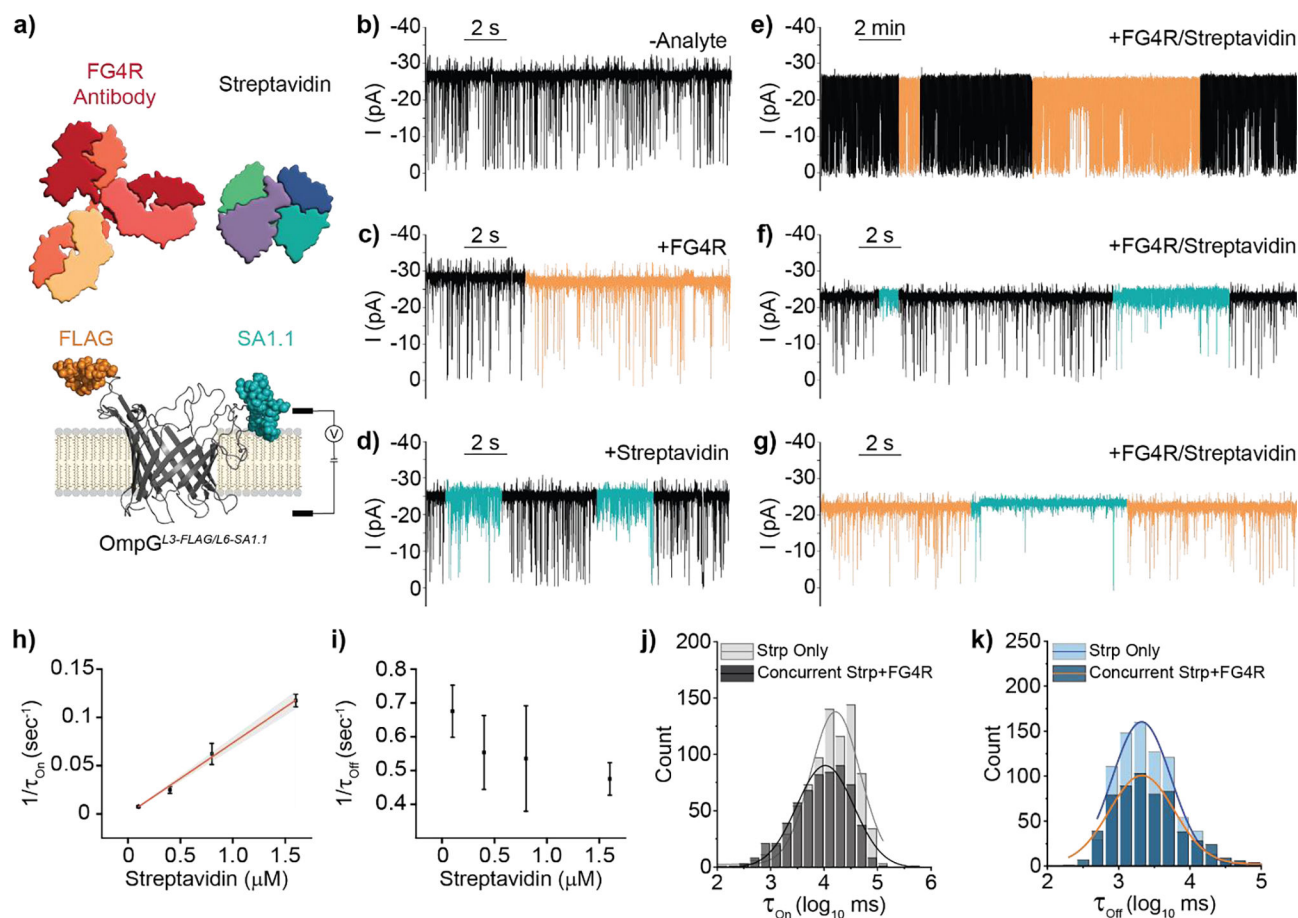 a)
FG4R
Antibody
Streptavidin
FLAG
SA1.1
V
OmpG^L3-FLAG/L6-SA1.1
b)
2 s
-Analyte
-40
-30
-20
-10
0
I (pA)
c)
2 s
+FG4R
-40
-30
-20
-10
0
I (pA)
d)
2 s
+Streptavidin
-40
-30
-20
-10
0
I (pA)
e)
2 min
+FG4R/Streptavidin
-40
-30
-20
-10
0
I (pA)
f)
2 s
+FG4R/Streptavidin
-40
-30
-20
-10
0
I (pA)
g)
2 s
+FG4R/Streptavidin
-40
-30
-20
-10
0
I (pA)
h)
0.15
0.1
0.05
0
1/τOn (sec⁻¹)
0 0.5 1.0 1.5
Streptavidin (μM)
i)
0.8
0.7
0.6
0.5
0.4
1/τOff (sec⁻¹)
0 0.5 1.0 1.5
Streptavidin (μM)
j)
200
150
100
50
0
Count
Strp Only
Concurrent Strp+FG4R
2 3 4 5 6
τOn (log10 ms)
k)
250
200
150
100
50
0
Count
Strp Only
Concurrent Strp+FG4R
2 3 4 5
τOff (log10 ms)